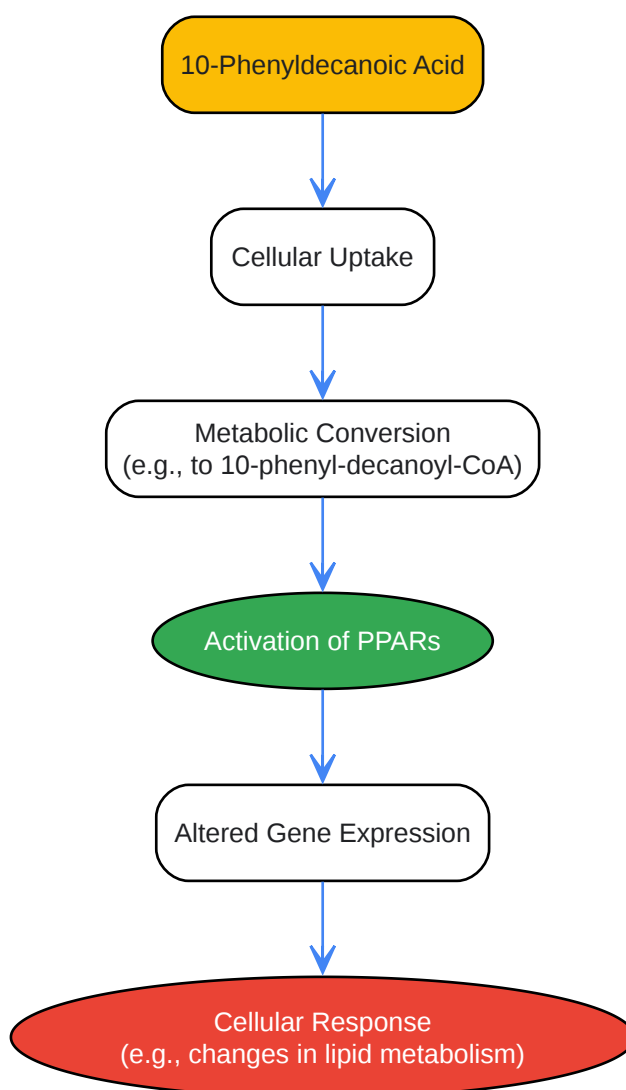 10-Phenyldecanoic Acid
Cellular Uptake
Metabolic Conversion
(e.g., to 10-phenyl-decanoyl-CoA)
Activation of PPARs
Altered Gene Expression
Cellular Response
(e.g., changes in lipid metabolism)